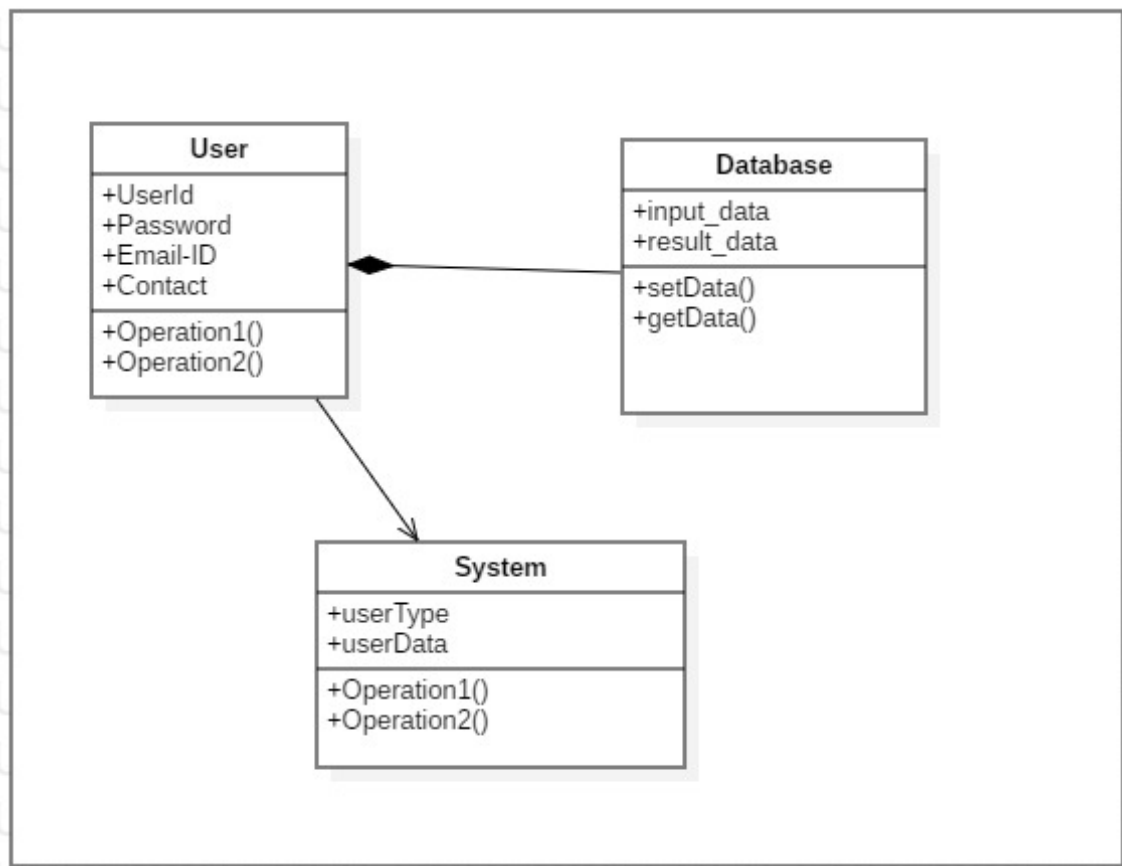 User
+UserId
+Password
+Email-ID
+Contact
+Operation1()
+Operation2()
Database
+input_data
+result_data
+setData()
+getData()
System
+userType
+userData
+Operation1()
+Operation2()